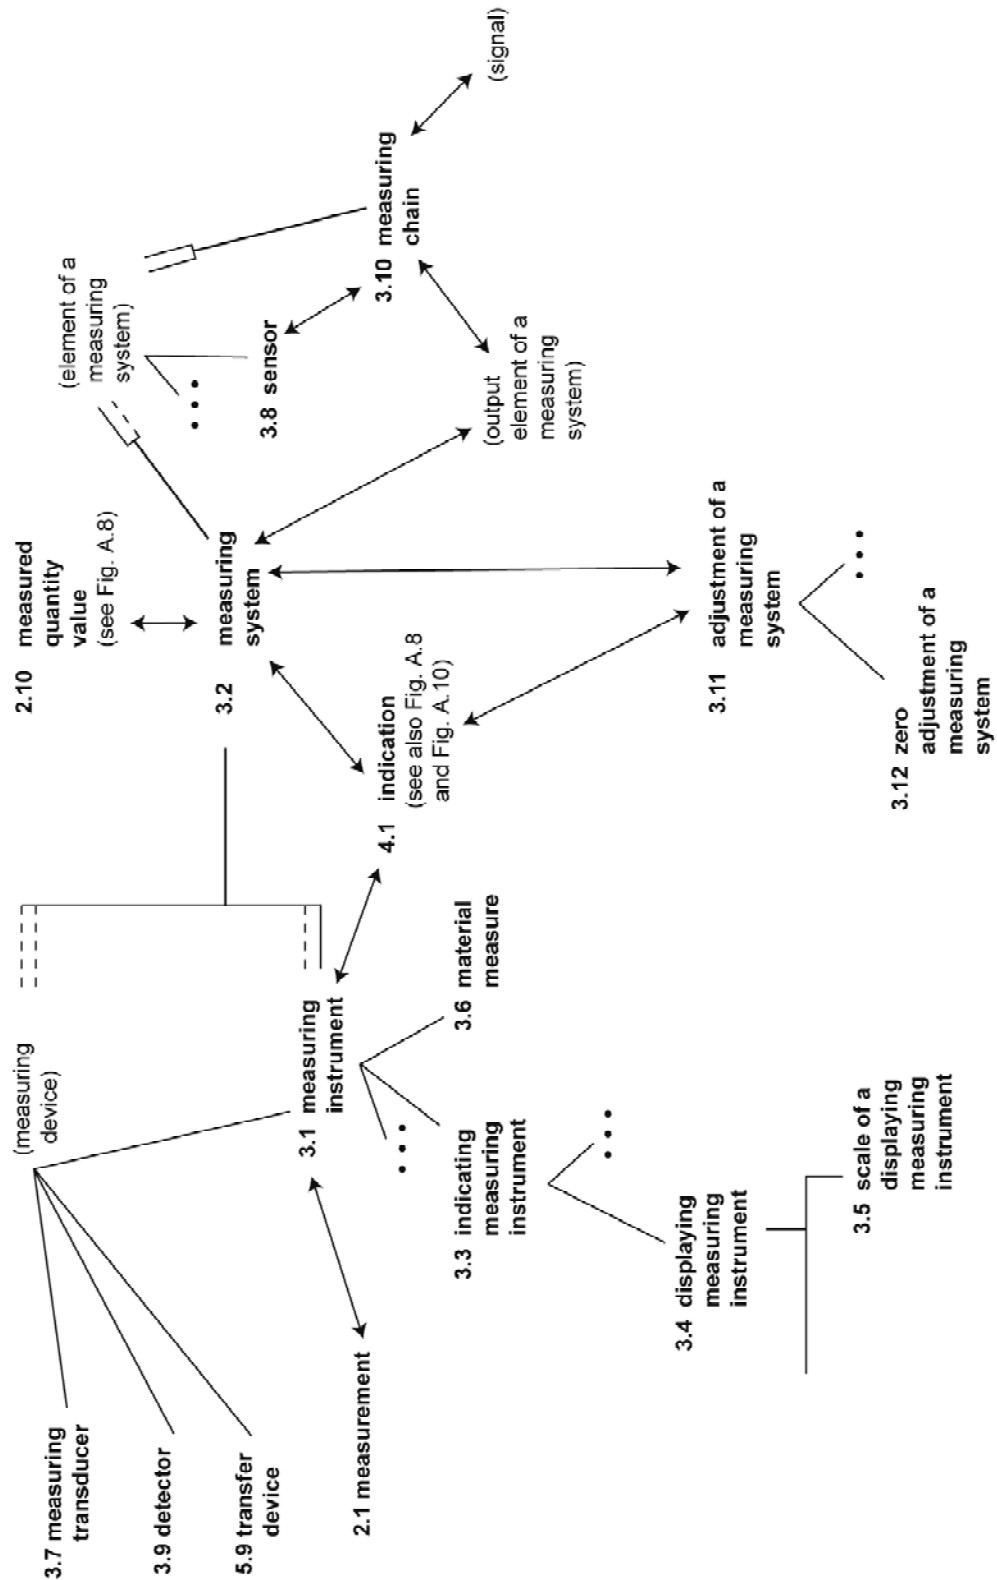 (measuring
device)
2.10 measured
quantity
value
(see Fig. A.8)
(element of a
measuring
system)
3.7 measuring
transducer
3.9 detector
5.9 transfer
device
3.2 measuring
system
• • •
3.8 sensor
2.1 measurement
3.1 measuring
instrument
4.1 indication
(see also Fig. A.8
and Fig. A.10)
3.10 measuring
chain
(signal)
• • •
3.3 indicating
measuring
instrument
3.6 material
measure
(output
element of a
measuring
system)
• • •
3.4 displaying
measuring
instrument
3.11 adjustment of a
measuring
system
3.5 scale of a
displaying
measuring
instrument
• • •
3.12 zero
adjustment of a
measuring
system